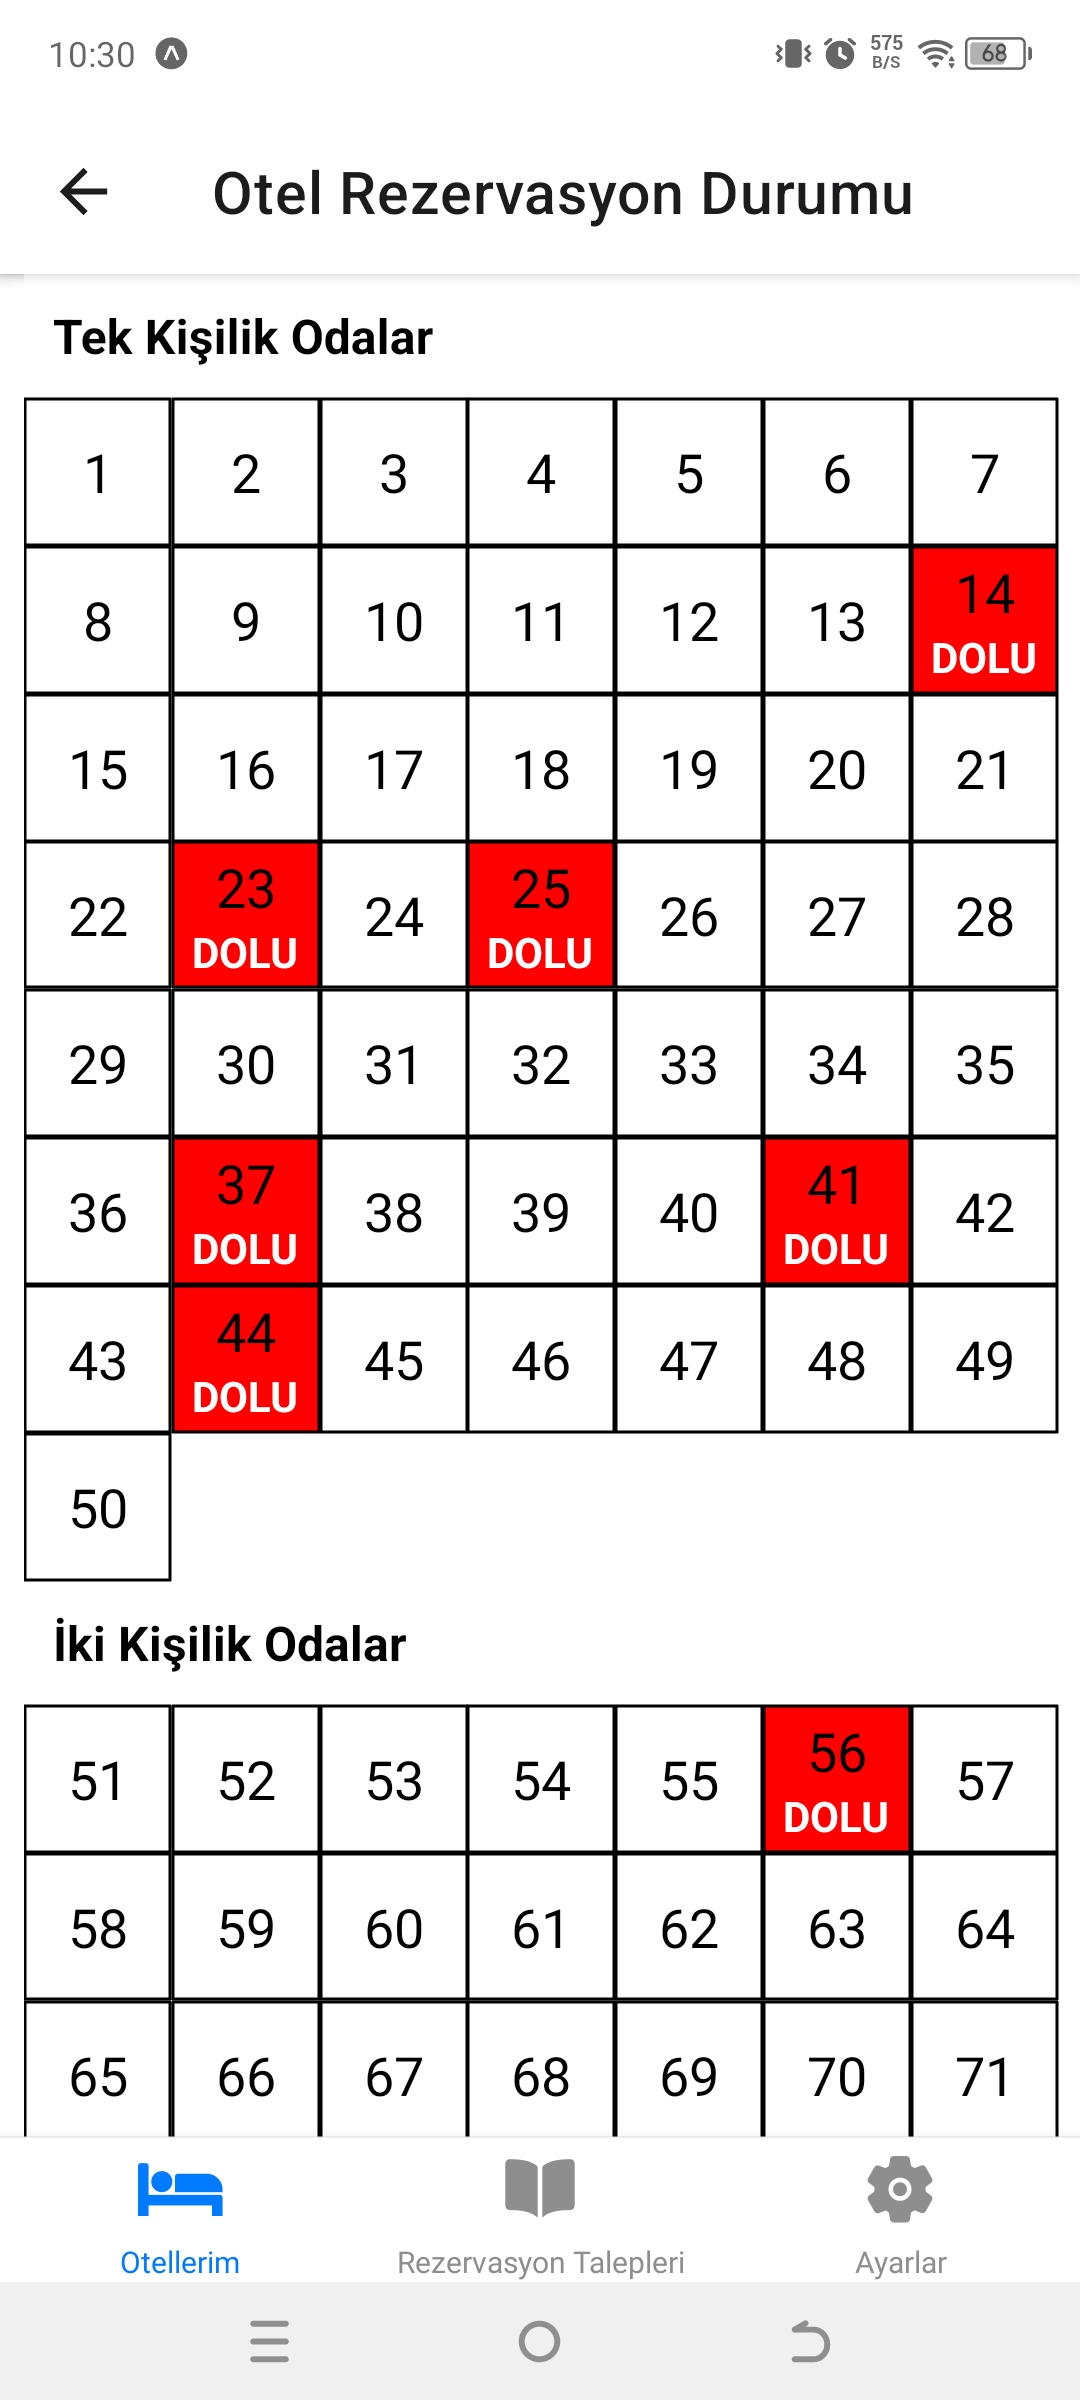 10:30
575
B/S
68
Otel Rezervasyon Durumu
Tek Kişilik Odalar
1 2 3 4 5 6 7
8 9 10 11 12 13 14
DOLU
15 16 17 18 19 20 21
22 23 24 25 26 27 28
DOLU DOLU
29 30 31 32 33 34 35
36 37 38 39 40 41 42
DOLU DOLU
43 44 45 46 47 48 49
DOLU
50
İki Kişilik Odalar
51 52 53 54 55 56 57
DOLU
58 59 60 61 62 63 64
65 66 67 68 69 70 71
Otellerim Rezervasyon Talepleri Ayarlar